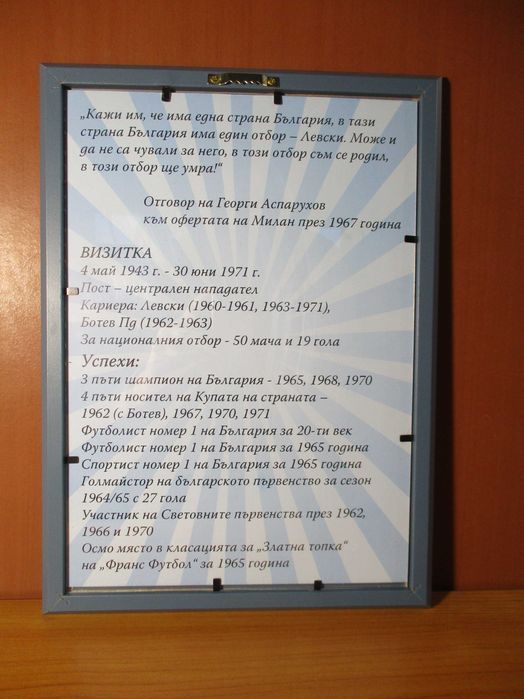 „Кажи им, че има една страна България, в тази
страна България има един отбор – Левски. Може и
да не са чували за него, в този отбор съм се родил,
в този отбор ще умра!“
Отговор на Георги Аспарухов
към офертата на Милан през 1967 година
ВИЗИТКА
4 май 1943 г. - 30 юни 1971 г.
Пост – централен нападател
Кариера: Левски (1960-1961, 1963-1971),
Ботев Пд (1962-1963)
За националния отбор - 50 мача и 19 гола
Успехи:
3 пъти шампион на България - 1965, 1968, 1970
4 пъти носител на Купата на страната –
1962 (с Ботев), 1967, 1970, 1971
Футболист номер 1 на България за 20-ти век
Футболист номер 1 на България за 1965 година
Спортист номер 1 на България за 1965 година
Голмайстор на българското първенство за сезон
1964/65 с 27 гола
Участник на Световните първенства през 1962,
1966 и 1970
Осмо място в класацията за „Златна топка“
на „Франс Футбол“ за 1965 година